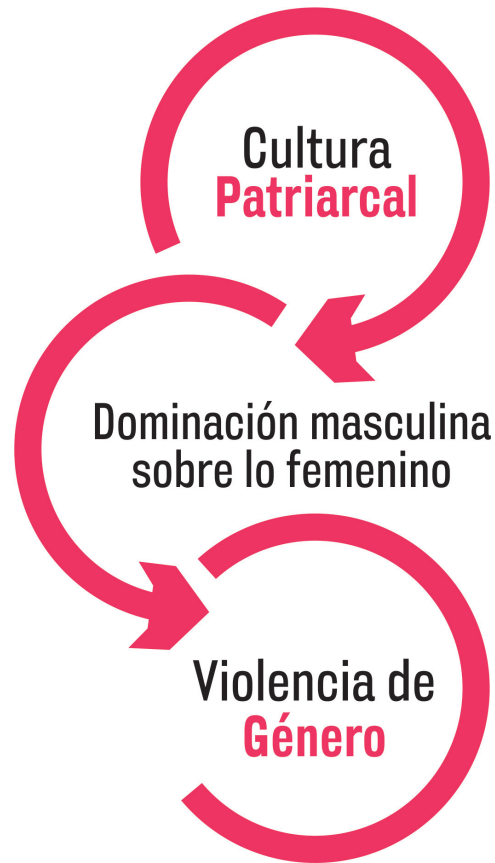 Cultura
Patriarcal
Dominación masculina
sobre lo femenino
Violencia de
Género